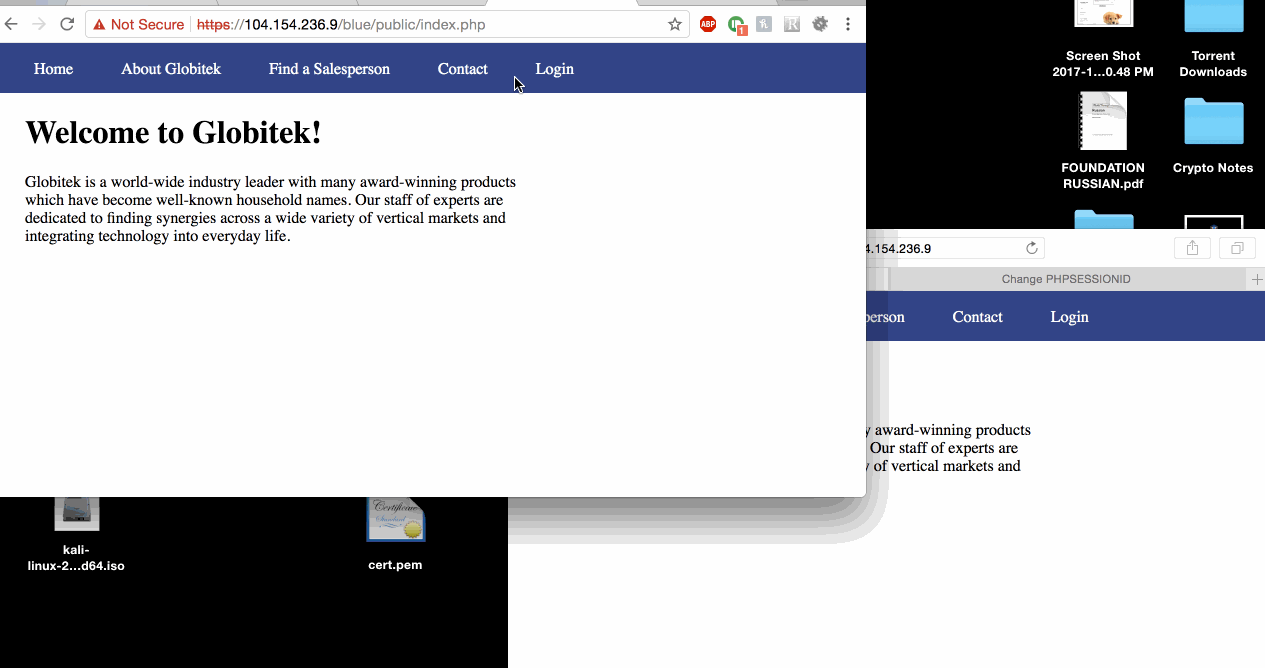 Not Secure https://104.154.236.9/blue/public/index.php
ABP
1
Home About Globitek Find a Salesperson Contact Login
Welcome to Globitek!
Globitek is a world-wide industry leader with many award-winning products
which have become well-known household names. Our staff of experts are
dedicated to finding synergies across a wide variety of vertical markets and
integrating technology into everyday life.
Screen Shot
2017-1...0.48 PM
Torrent
Downloads
FOUNDATION
RUSSIAN.pdf
Crypto Notes
4.154.236.9
Change PHPSESSIONID
person Contact Login
y award-winning products
Our staff of experts are
y of vertical markets and
kali-
linux-2...d64.iso
Certificate
Standard
cert.pem